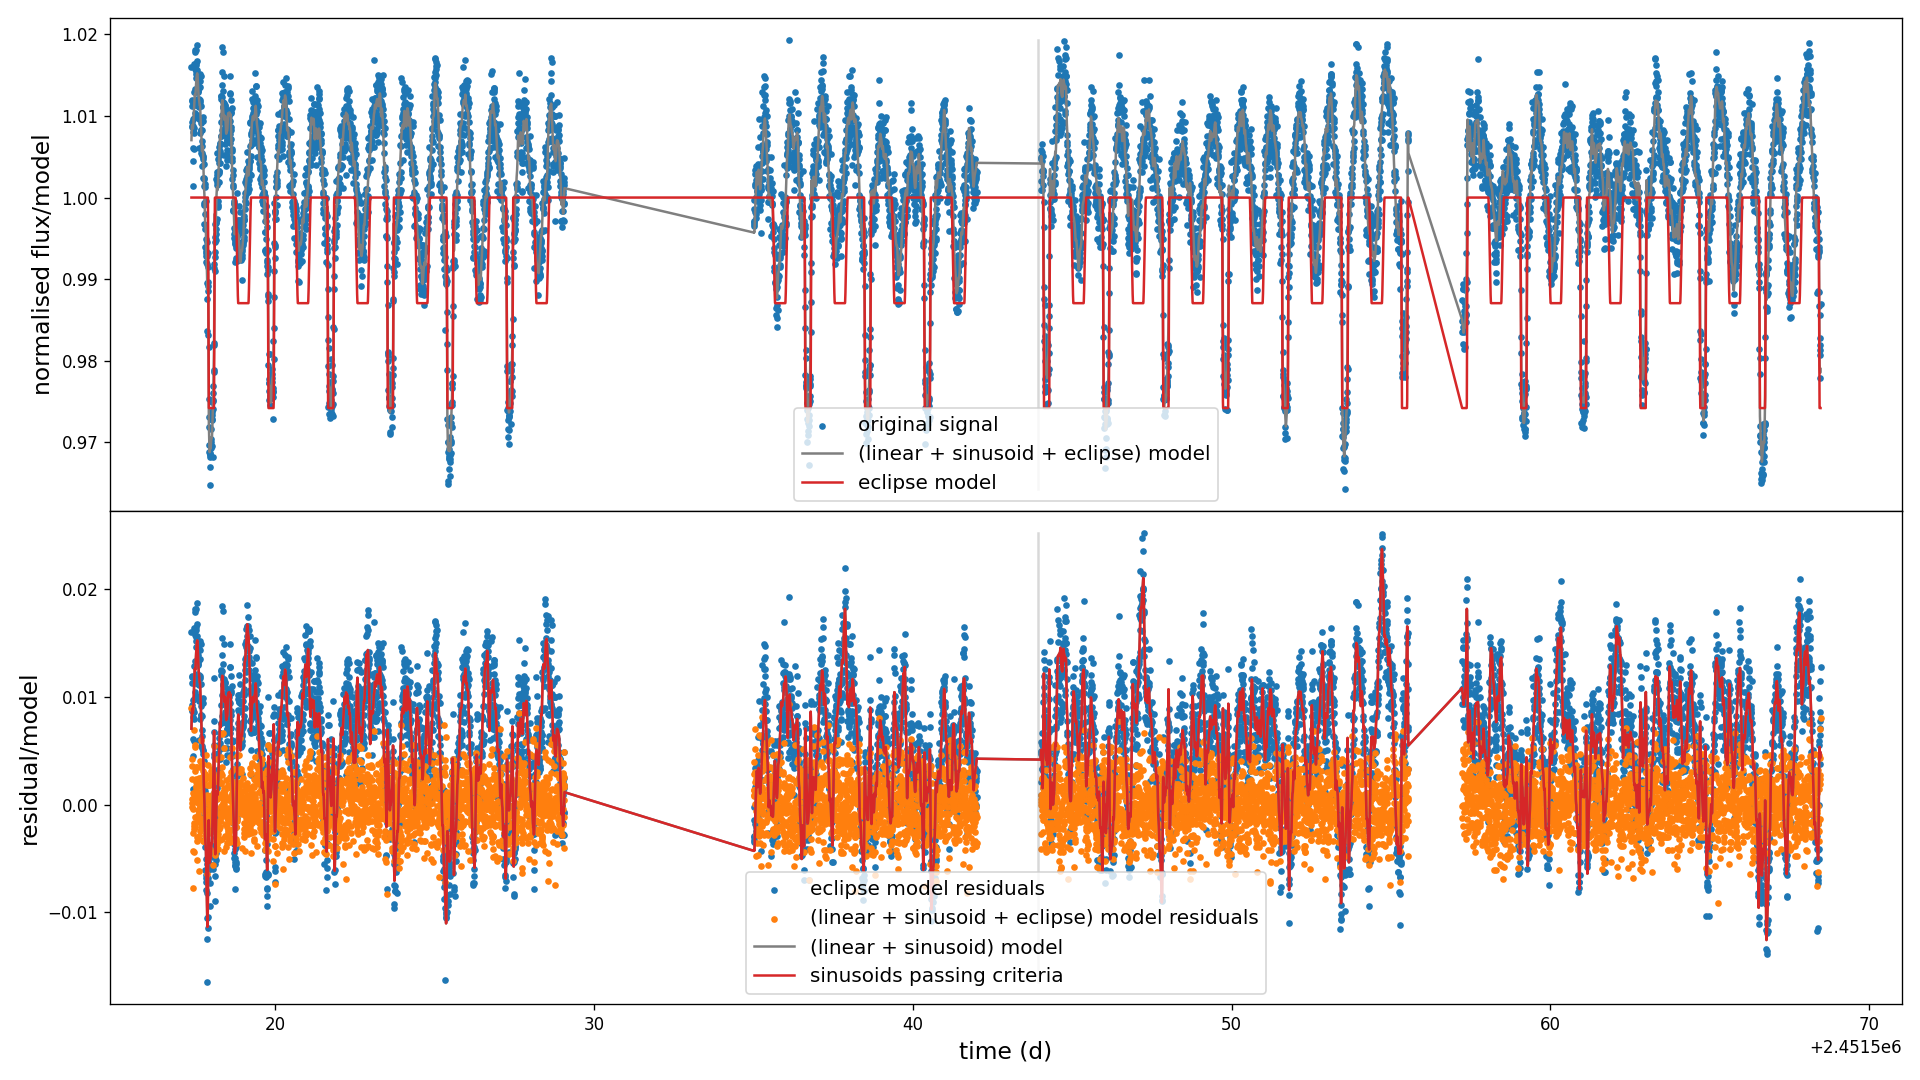 1.02
1.01
1.00
0.99
0.98
0.97
normalised flux/model
original signal
(linear + sinusoid + eclipse) model
eclipse model
0.02
0.01
0.00
−0.01
residual/model
eclipse model residuals
(linear + sinusoid + eclipse) model residuals
(linear + sinusoid) model
sinusoids passing criteria
20 30 40 50 60 70
time (d)
+2.4515e6